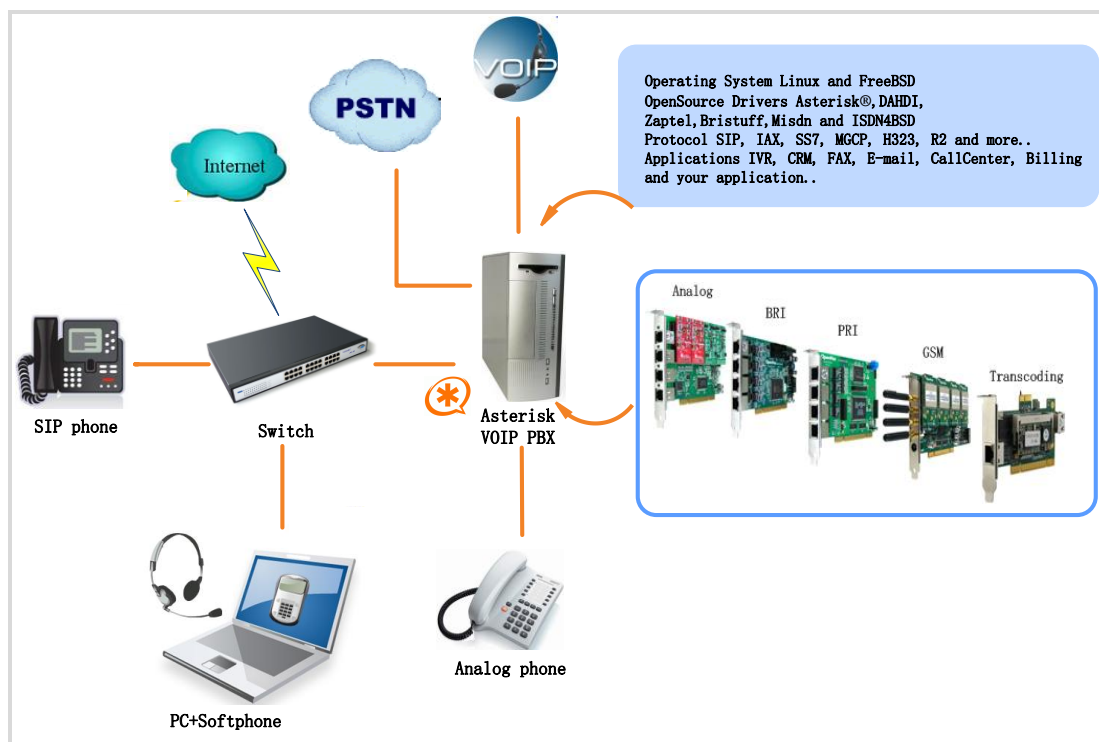 VOIP
PSTN
Internet
Operating System Linux and FreeBSD
OpenSource Drivers Asterisk®,DAHDI,
Zaptel,Bristuff,Misdn and ISDN4BSD
Protocol SIP, IAX, SS7, MGCP, H323, R2 and more..
Applications IVR, CRM, FAX, E-mail, CallCenter, Billing
and your application..
Analog
BRI
PRI
GSM
Transcoding
SIP phone
Switch
Asterisk
VOIP PBX
Analog phone
PC+Softphone